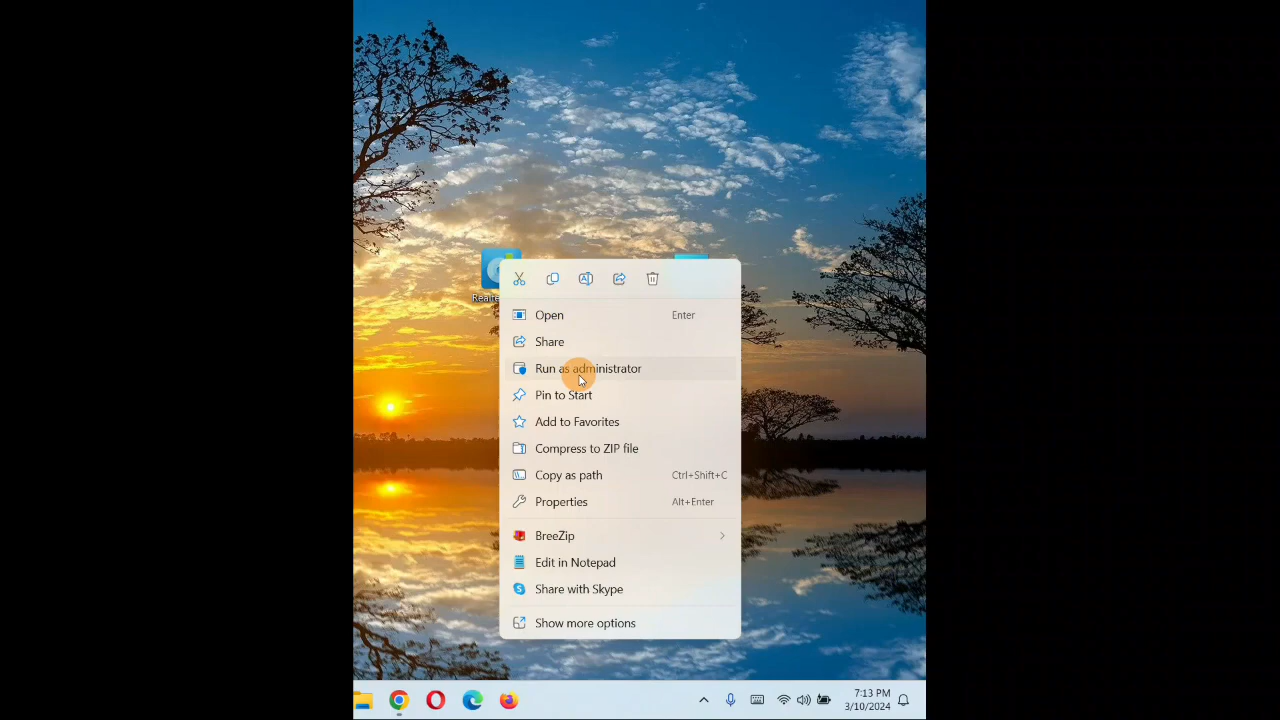 Open Enter
Share
Run as administrator
Pin to Start
Add to Favorites
Compress to ZIP file
Copy as path Ctrl+Shift+C
Properties Alt+Enter
BreeZip
Edit in Notepad
Share with Skype
Show more options
7:13 PM
3/10/2024